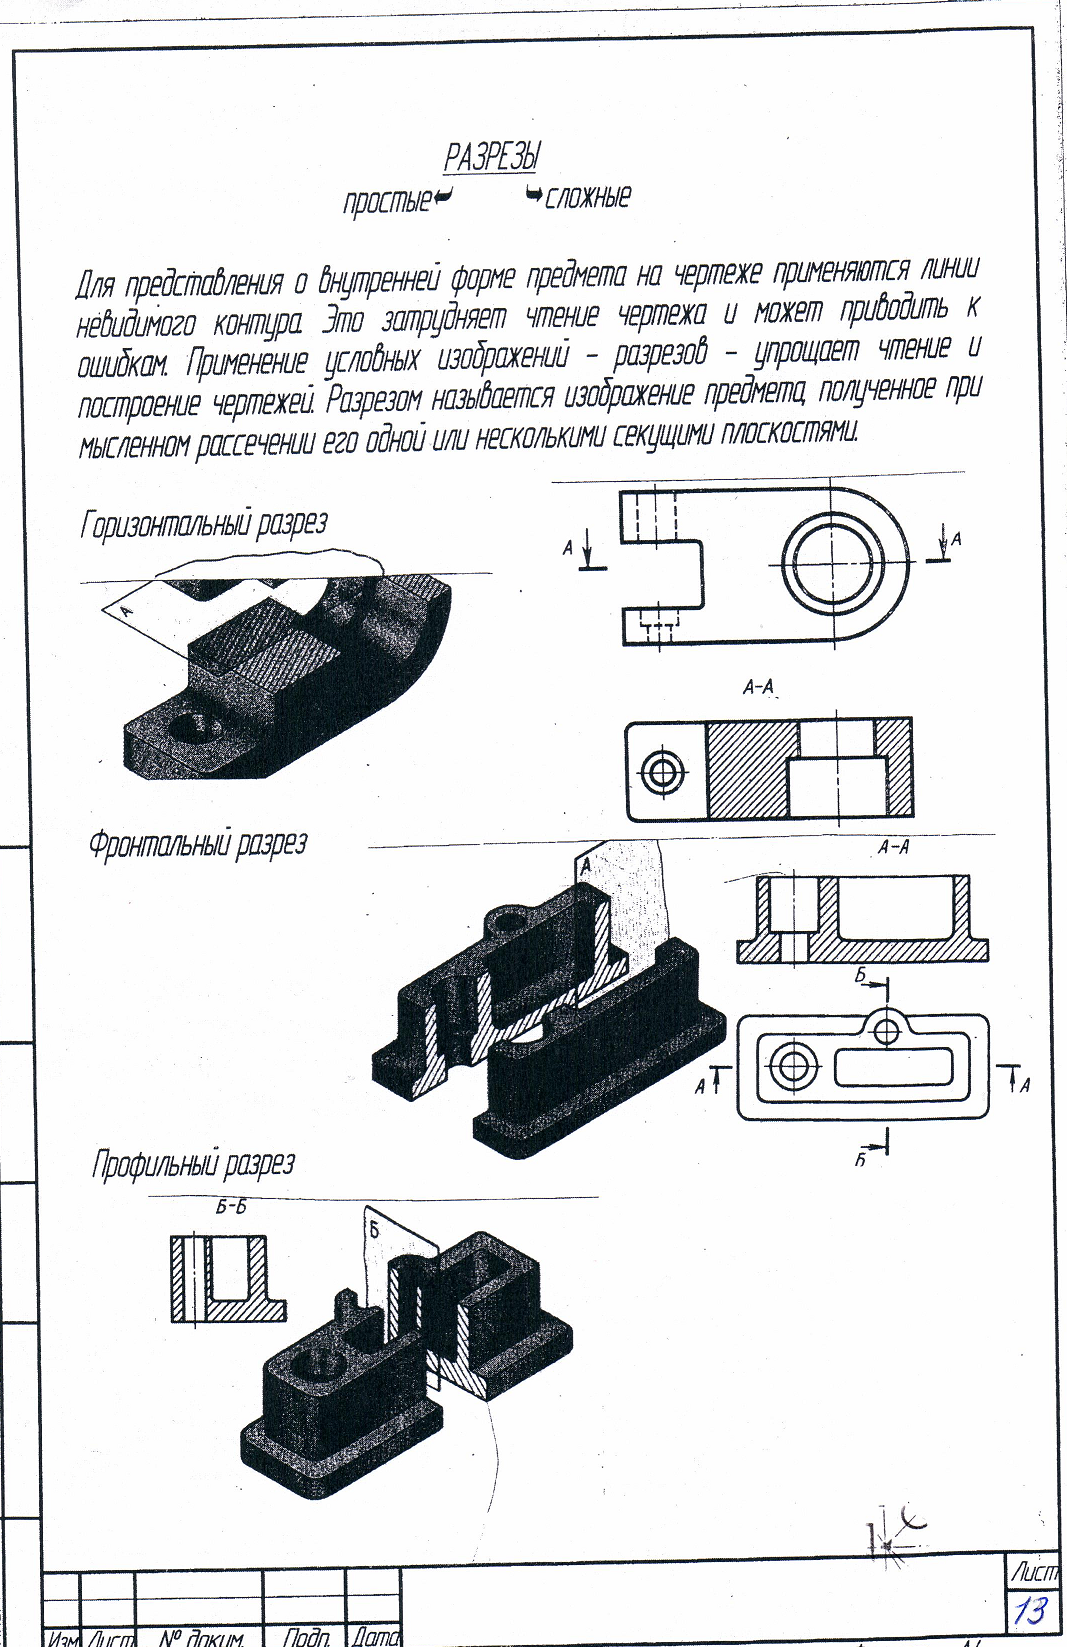 РАЗРЕЗЫ
простые сложные
Для представления о внутренней форме предмета на чертеже применяются линии
невидимого контура. Это затрудняет чтение чертежа и может приводить к
ошибкам. Применение условных изображений – разрезов – упрощает чтение и
построение чертежей. Разрезом называется изображение предмета, полученное при
мысленном рассечении его одной или несколькими секущими плоскостями.
Горизонтальный разрез
А
А А
А-А
Фронтальный разрез
А
А-А
Б
А А
Б
Профильный разрез
Б-Б
Б
Лист
13
Изм Лист № докум. Подп. Дата